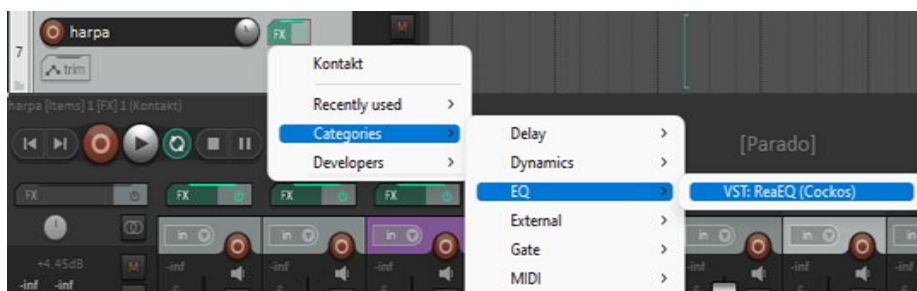 harpa
FX
M
7
trim
Kontakt
harpa [Items] 1 [FX] 1 (Kontakt)
Recently used
Categories
Developers
Delay
Dynamics
EQ
External
Gate
MIDI
VST: ReaEQ (Cockos)
[Parado]
FX
FX
FX
FX
in
in
in
in
in
in
+4.45dB
M
-inf
-inf
-inf
-inf
-inf
-inf
-inf